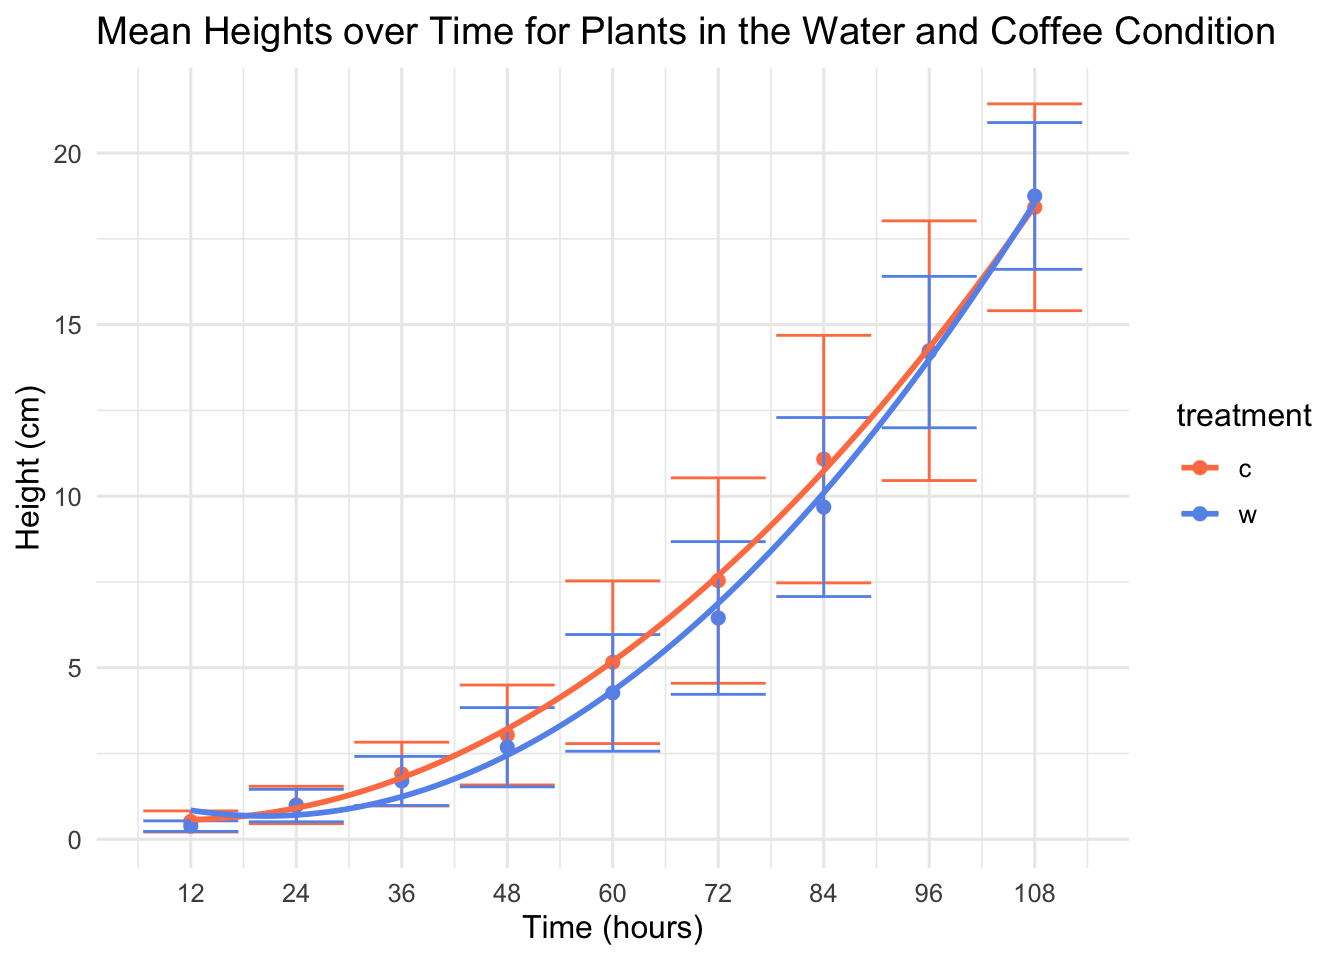 Mean Heights over Time for Plants in the Water and Coffee Condition
20
15
10
5
0
Height (cm)
12 24 36 48 60 72 84 96 108
Time (hours)
treatment
c
w